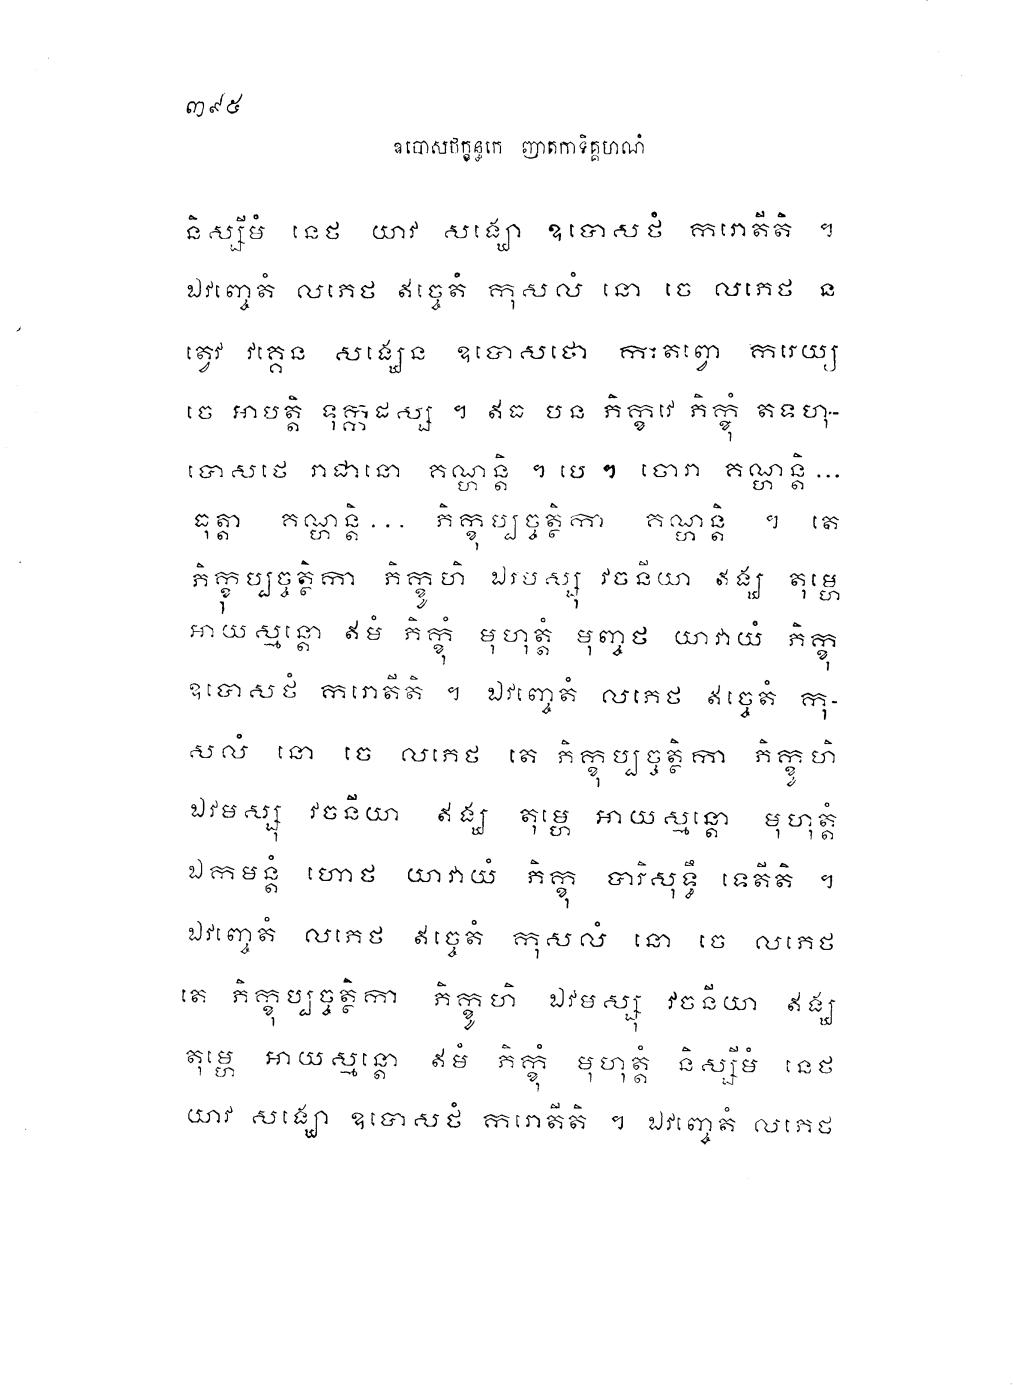 ៣៩៥
ឧបោសថក្ខន្ធកេ ញាតកាទិគ្គហណំ
និស្សីមំ នេថ យាវ សង្ឃោ ឧបោសថំ ករោតីតិ ។
ឯវញ្ចេតំ លភេថ ឥច្ចេតំ កុសលំ នោ ចេ លភេថ ន
ត្វេវ វគ្គេន សង្ឃេន ឧបោសថោ កាតព្វោ ករេយ្យ
ចេ អាបត្តិ ទុក្កដស្ស ។ ឥធ បន ភិក្ខវេ ភិក្ខុំ តទហុ-
បោសថេ រាជានោ គណ្ហន្តិ ។ បេ ។ ចោរា គណ្ហន្តិ ...
ធុត្តា គណ្ហន្តិ ... ភិក្ខុប្បច្ចត្ថិកា គណ្ហន្តិ ។ តេ
ភិក្ខុប្បច្ចត្ថិកា ភិក្ខូហិ ឯវមស្សុ វចនីយា ឥង្ឃ តុម្ហេ
អាយស្មន្តោ ឥមំ ភិក្ខុំ មុហុត្តំ មុញ្ចថ យាវាយំ ភិក្ខុ
ឧបោសថំ ករោតីតិ ។ ឯវញ្ចេតំ លភេថ ឥច្ចេតំ កុ-
សលំ នោ ចេ លភេថ តេ ភិក្ខុប្បច្ចត្ថិកា ភិក្ខូហិ
ឯវមស្សុ វចនីយា ឥង្ឃ តុម្ហេ អាយស្មន្តោ មុហុត្តំ
ឯកមន្តំ ហោថ យាវាយំ ភិក្ខុ បារិសុទ្ធឹ ទេតីតិ ។
ឯវញ្ចេតំ លភេថ ឥច្ចេតំ កុសលំ នោ ចេ លភេថ
តេ ភិក្ខុប្បច្ចត្ថិកា ភិក្ខូហិ ឯវមស្សុ វចនីយា ឥង្ឃ
តុម្ហេ អាយស្មន្តោ ឥមំ ភិក្ខុំ មុហុត្តំ និស្សីមំ នេថ
យាវ សង្ឃោ ឧបោសថំ ករោតីតិ ។ ឯវញ្ចេតំ លភេថ